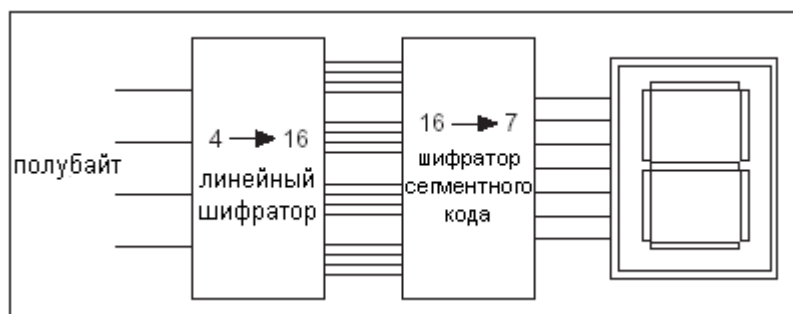 полубайт
4 → 16
линейный
шифратор
16 → 7
шифратор
сегментного
кода